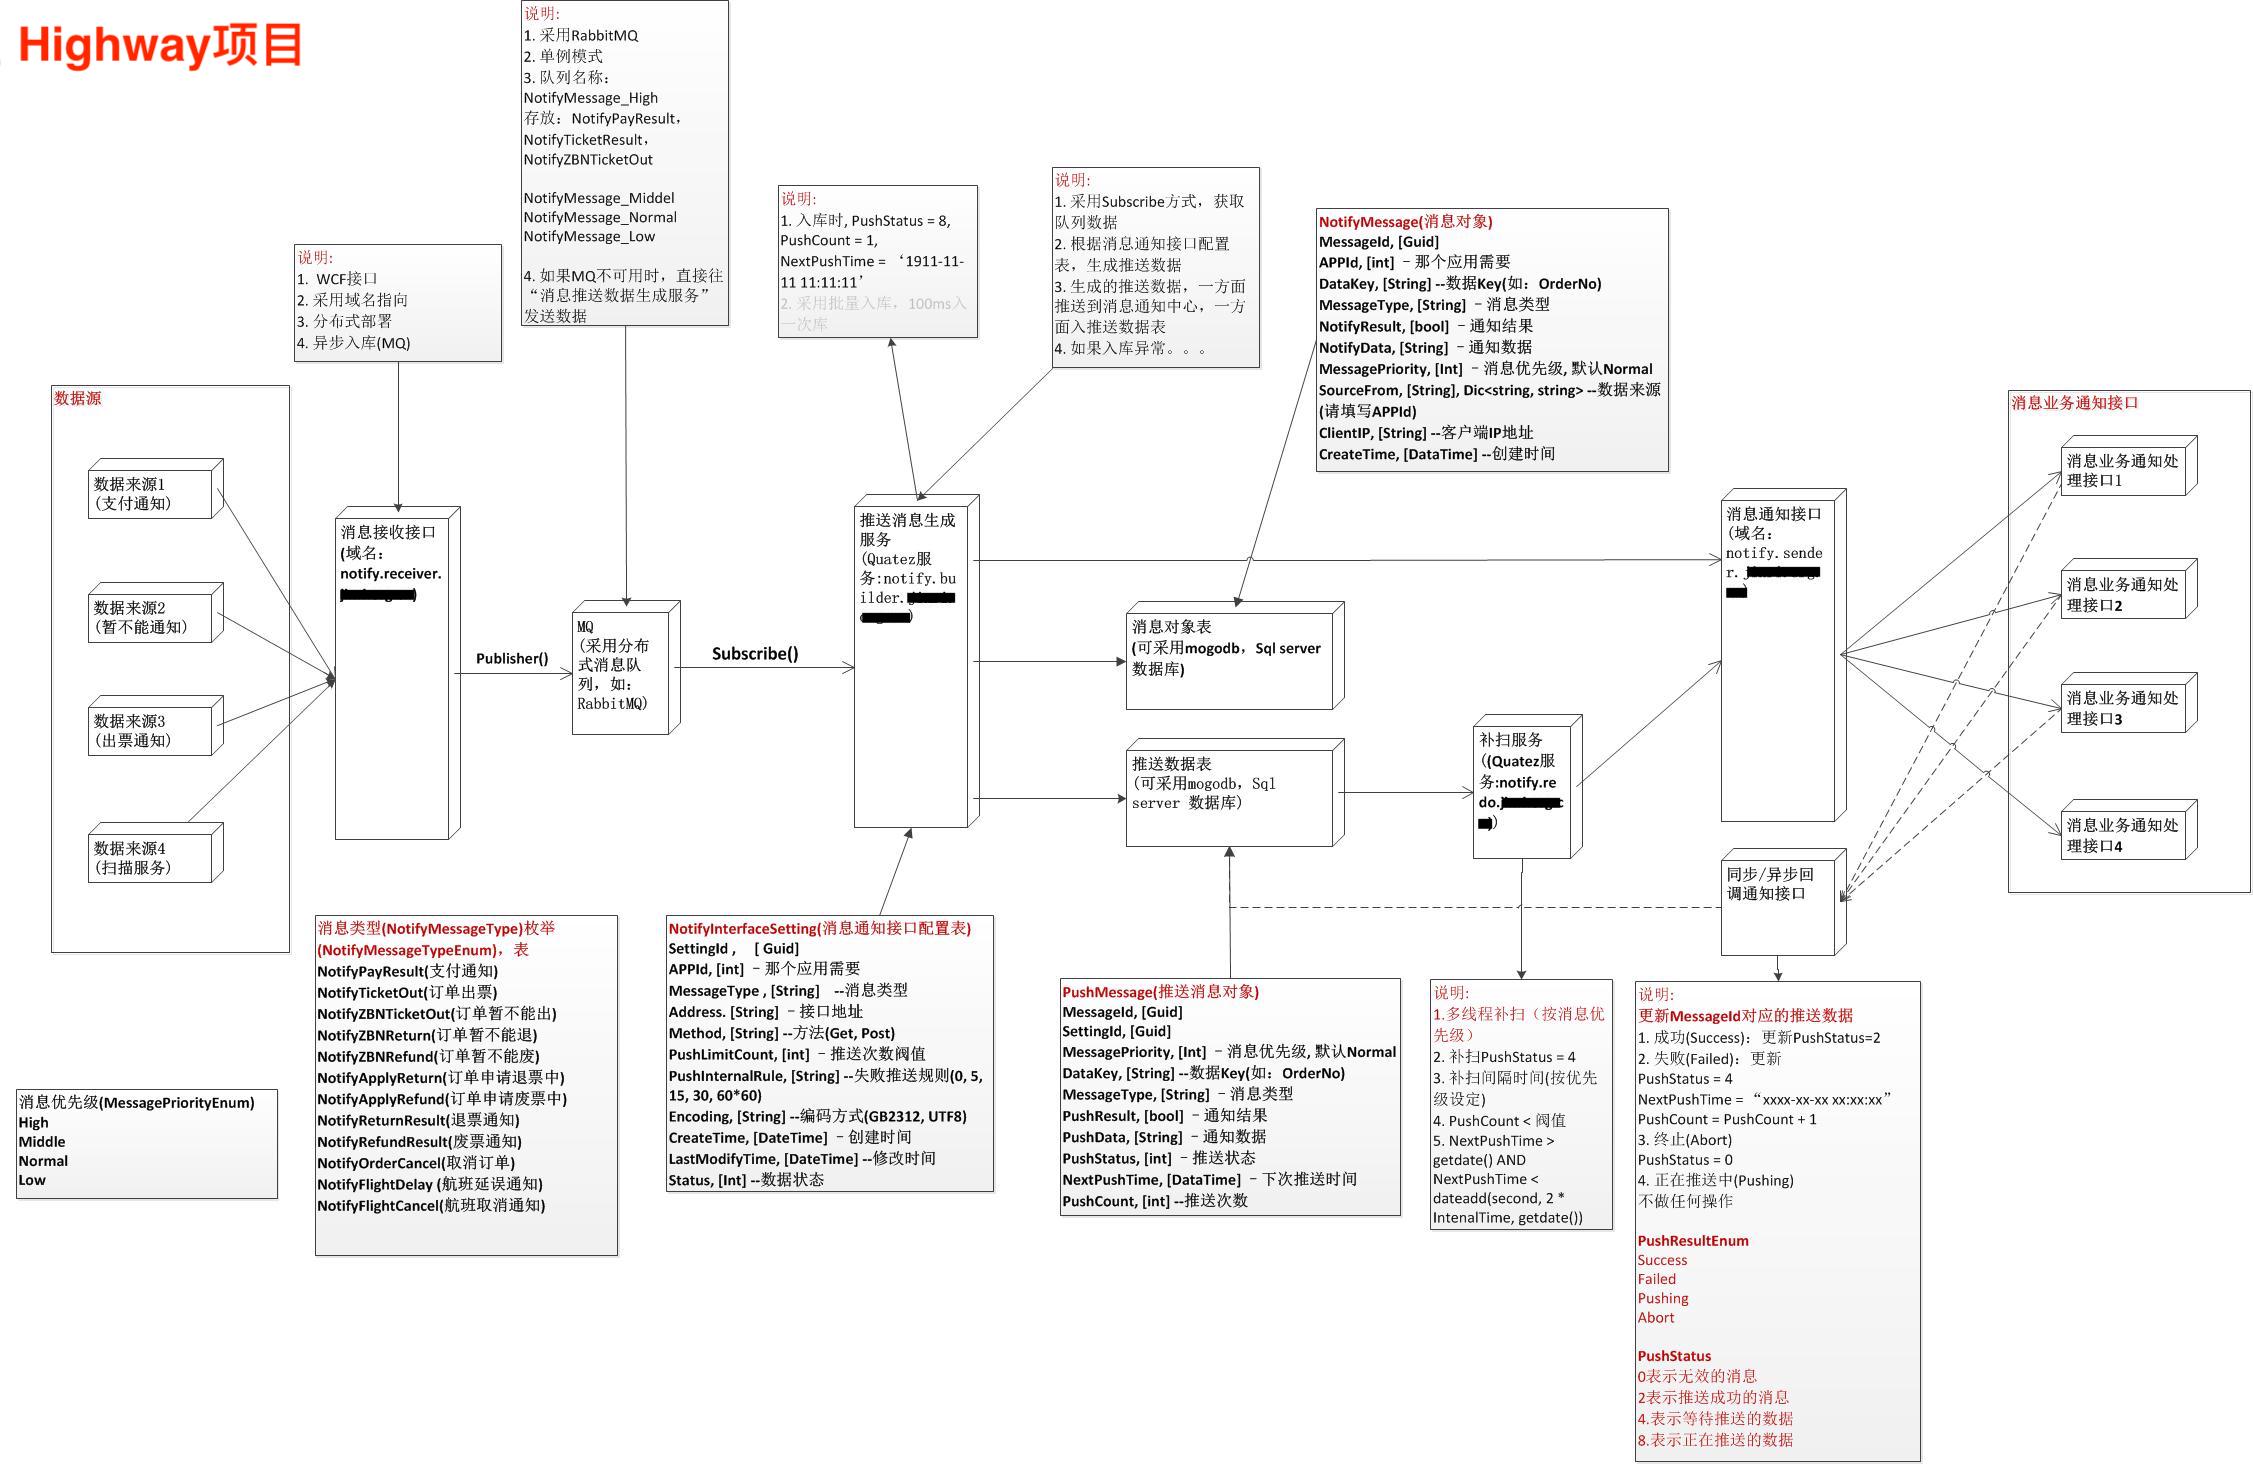 Highway项目
说明:
1. 采用RabbitMQ
2. 单例模式
3. 队列名称：
NotifyMessage_High
存放：NotifyPayResult，
NotifyTicketResult，
NotifyZBNTicketOut
NotifyMessage_Middel
NotifyMessage_Normal
NotifyMessage_Low
4. 如果MQ不可用时，直接往
“消息推送数据生成服务”
发送数据
说明:
1. 入库时, PushStatus = 8,
PushCount = 1,
NextPushTime = ‘1911-11-
11 11:11:11’
2. 采用批量入库，100ms入
一次库
说明:
1. 采用Subscribe方式，获取
队列数据
2. 根据消息通知接口配置
表，生成推送数据
3. 生成的推送数据，一方面
推送到消息通知中心，一方
面入推送数据表
4. 如果入库异常。。。
NotifyMessage(消息对象)
MessageId, [Guid]
APPId, [int] – 那个应用需要
DataKey, [String] --数据Key(如：OrderNo)
MessageType, [String] – 消息类型
NotifyResult, [bool] – 通知结果
NotifyData, [String] – 通知数据
MessagePriority, [Int] – 消息优先级, 默认Normal
SourceFrom, [String], Dic<string, string> --数据来源
(请填写APPId)
ClientIP, [String] --客户端IP地址
CreateTime, [DataTime] --创建时间
说明:
1. WCF接口
2. 采用域名指向
3. 分布式部署
4. 异步入库(MQ)
数据源
数据来源1
(支付通知)
数据来源2
(暂不能通知)
数据来源3
(出票通知)
数据来源4
(扫描服务)
消息接收接口
(域名：
notify.receiver.
Publisher()
MQ
(采用分布
式消息队
列，如：
RabbitMQ)
Subscribe()
推送消息生成
服务
(Quatez服
务:notify.bu
ilder.
消息对象表
(可采用mogodb，Sql server
数据库)
推送数据表
(可采用mogodb，Sql
server 数据库)
补扫服务
((Quatez服
务:notify.re
do.
消息通知接口
(域名：
notify.sende
r.
同步/异步回
调通知接口
消息业务通知接口
消息业务通知处
理接口1
消息业务通知处
理接口2
消息业务通知处
理接口3
消息业务通知处
理接口4
消息优先级(MessagePriorityEnum)
High
Middle
Normal
Low
消息类型(NotifyMessageType)枚举
(NotifyMessageTypeEnum)，表
NotifyPayResult(支付通知)
NotifyTicketOut(订单出票)
NotifyZBNTicketOut(订单暂不能出)
NotifyZBNReturn(订单暂不能退)
NotifyZBNRefund(订单暂不能废)
NotifyApplyReturn(订单申请退票中)
NotifyApplyRefund(订单申请废票中)
NotifyReturnResult(退票通知)
NotifyRefundResult(废票通知)
NotifyOrderCancel(取消订单)
NotifyFlightDelay (航班延误通知)
NotifyFlightCancel(航班取消通知)
NotifyInterfaceSetting(消息通知接口配置表)
SettingId , [ Guid]
APPId, [int] – 那个应用需要
MessageType , [String] --消息类型
Address. [String] – 接口地址
Method, [String] --方法(Get, Post)
PushLimitCount, [int] – 推送次数阀值
PushInternalRule, [String] --失败推送规则(0, 5,
15, 30, 60*60)
Encoding, [String] --编码方式(GB2312, UTF8)
CreateTime, [DateTime] – 创建时间
LastModifyTime, [DateTime] --修改时间
Status, [Int] --数据状态
PushMessage(推送消息对象)
MessageId, [Guid]
SettingId, [Guid]
MessagePriority, [Int] – 消息优先级, 默认Normal
DataKey, [String] --数据Key(如：OrderNo)
MessageType, [String] – 消息类型
PushResult, [bool] – 通知结果
PushData, [String] – 通知数据
PushStatus, [int] – 推送状态
NextPushTime, [DataTime] – 下次推送时间
PushCount, [int] --推送次数
说明:
1.多线程补扫（按消息优
先级）
2. 补扫PushStatus = 4
3. 补扫间隔时间(按优先
级设定)
4. PushCount < 阀值
5. NextPushTime >
getdate() AND
NextPushTime <
dateadd(second, 2 *
IntenalTime, getdate())
说明:
更新MessageId对应的推送数据
1. 成功(Success)：更新PushStatus=2
2. 失败(Failed)：更新
PushStatus = 4
NextPushTime = “xxxx-xx-xx xx:xx:xx”
PushCount = PushCount + 1
3. 终止(Abort)
PushStatus = 0
4. 正在推送中(Pushing)
不做任何操作
PushResultEnum
Success
Failed
Pushing
Abort
PushStatus
0表示无效的消息
2表示推送成功的消息
4.表示等待推送的数据
8.表示正在推送的数据